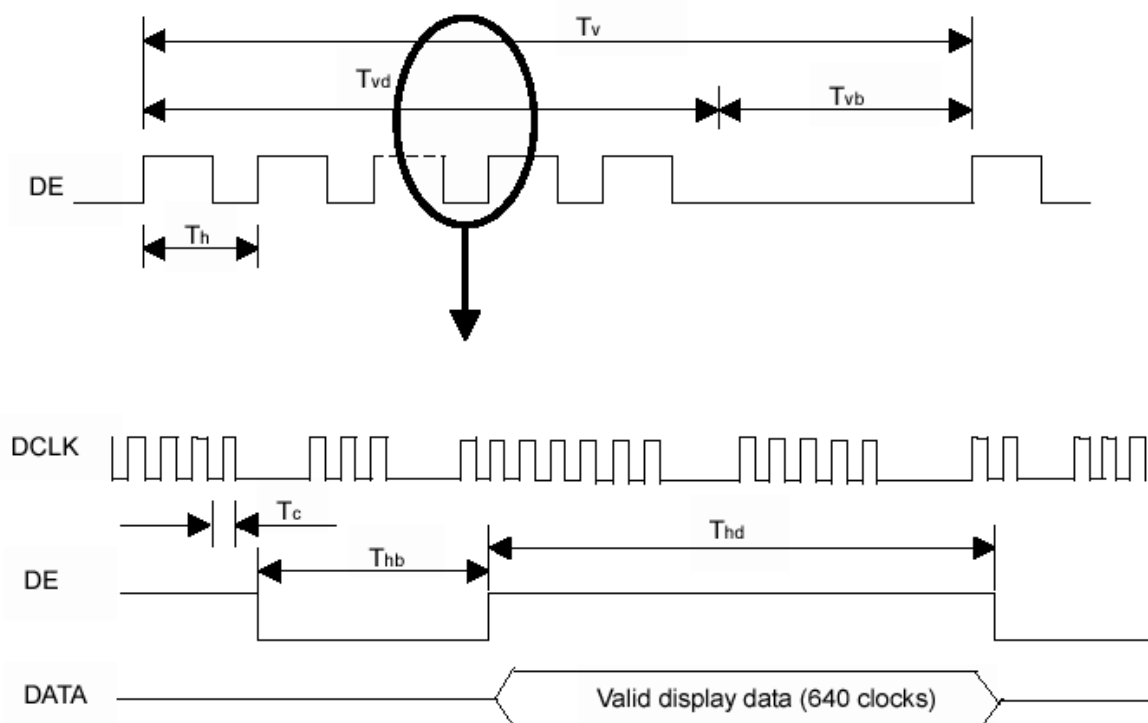 Tv
Tvd
Tvb
DE
Th
DCLK
Tc
Thd
Thb
DE
DATA
Valid display data (640 clocks)